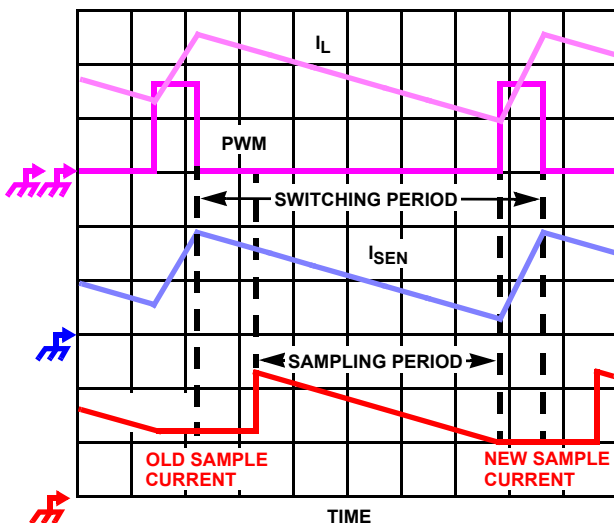 I_L
PWM
SWITCHING PERIOD
I_SEN
SAMPLING PERIOD
OLD SAMPLE
CURRENT
NEW SAMPLE
CURRENT
TIME